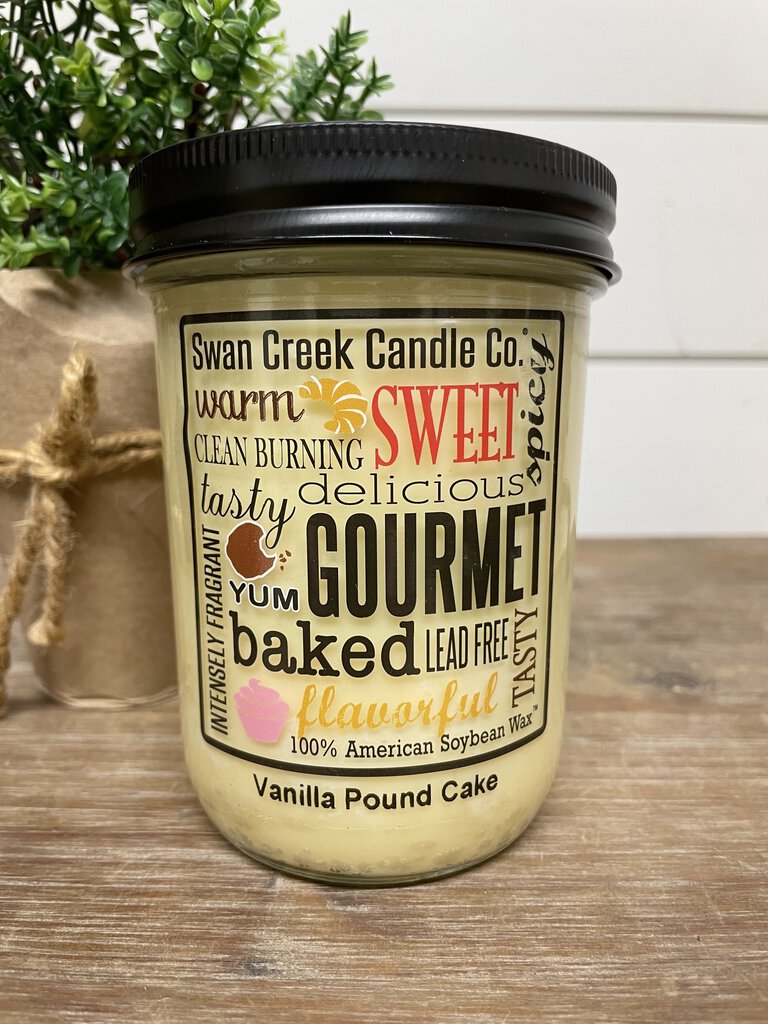 Swan Creek Candle Co.®
warm
SWEET
spicy
CLEAN BURNING
tasty
delicious
INTENSELY FRAGRANT
YUM
GOURMET
baked
LEAD FREE
TASTY
flavorful
100% American Soybean Wax™
Vanilla Pound Cake